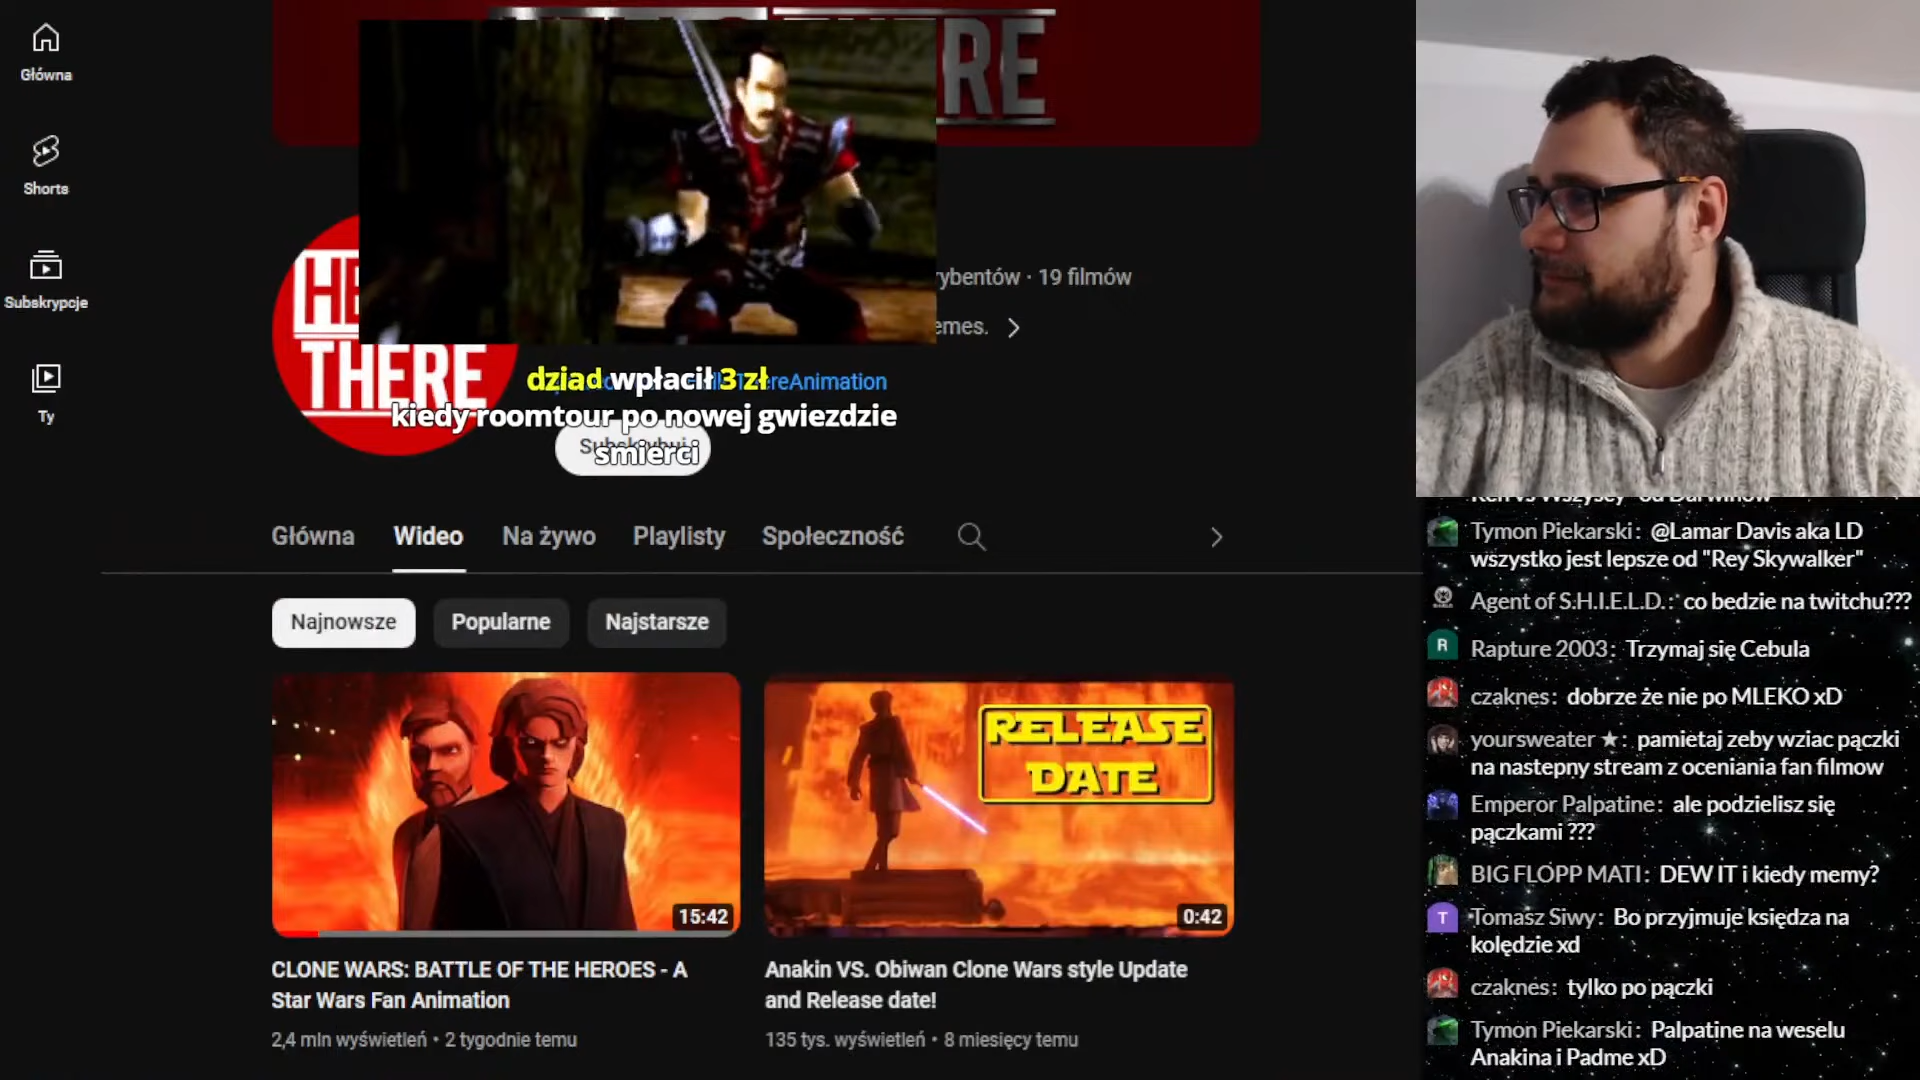 Główna
Shorts
Subskrypcje
Ty
RE
HE
THERE
rybentów · 19 filmów
emes.
dziad wpłacił 3 zł
reAnimation
kiedy roomtour po nowej gwiezdzie
smierci
Główna
Wideo
Na żywo
Playlisty
Społeczność
Najnowsze
Popularne
Najstarsze
15:42
RELEASE
DATE
0:42
CLONE WARS: BATTLE OF THE HEROES - A
Star Wars Fan Animation
2,4 mln wyświetleń • 2 tygodnie temu
Anakin VS. Obiwan Clone Wars style Update
and Release date!
135 tys. wyświetleń • 8 miesięcy temu
Tymon Piekarski: @Lamar Davis aka LD
wszystko jest lepsze od "Rey Skywalker"
Agent of S.H.I.E.L.D.: co bedzie na twitchu???
R
Rapture 2003: Trzymaj się Cebula
czaknes: dobrze że nie po MLEKO xD
yoursweater ★: pamietaj zeby wziac pączki
na nastepny stream z oceniania fan filmow
Emperor Palpatine: ale podzielisz się
pączkami ???
BIG FLOPP MATI: DEW IT i kiedy memy?
T
Tomasz Siwy: Bo przyjmuje księdza na
kolędzie xd
czaknes: tylko po pączki
Tymon Piekarski: Palpatine na weselu
Anakina i Padme xD